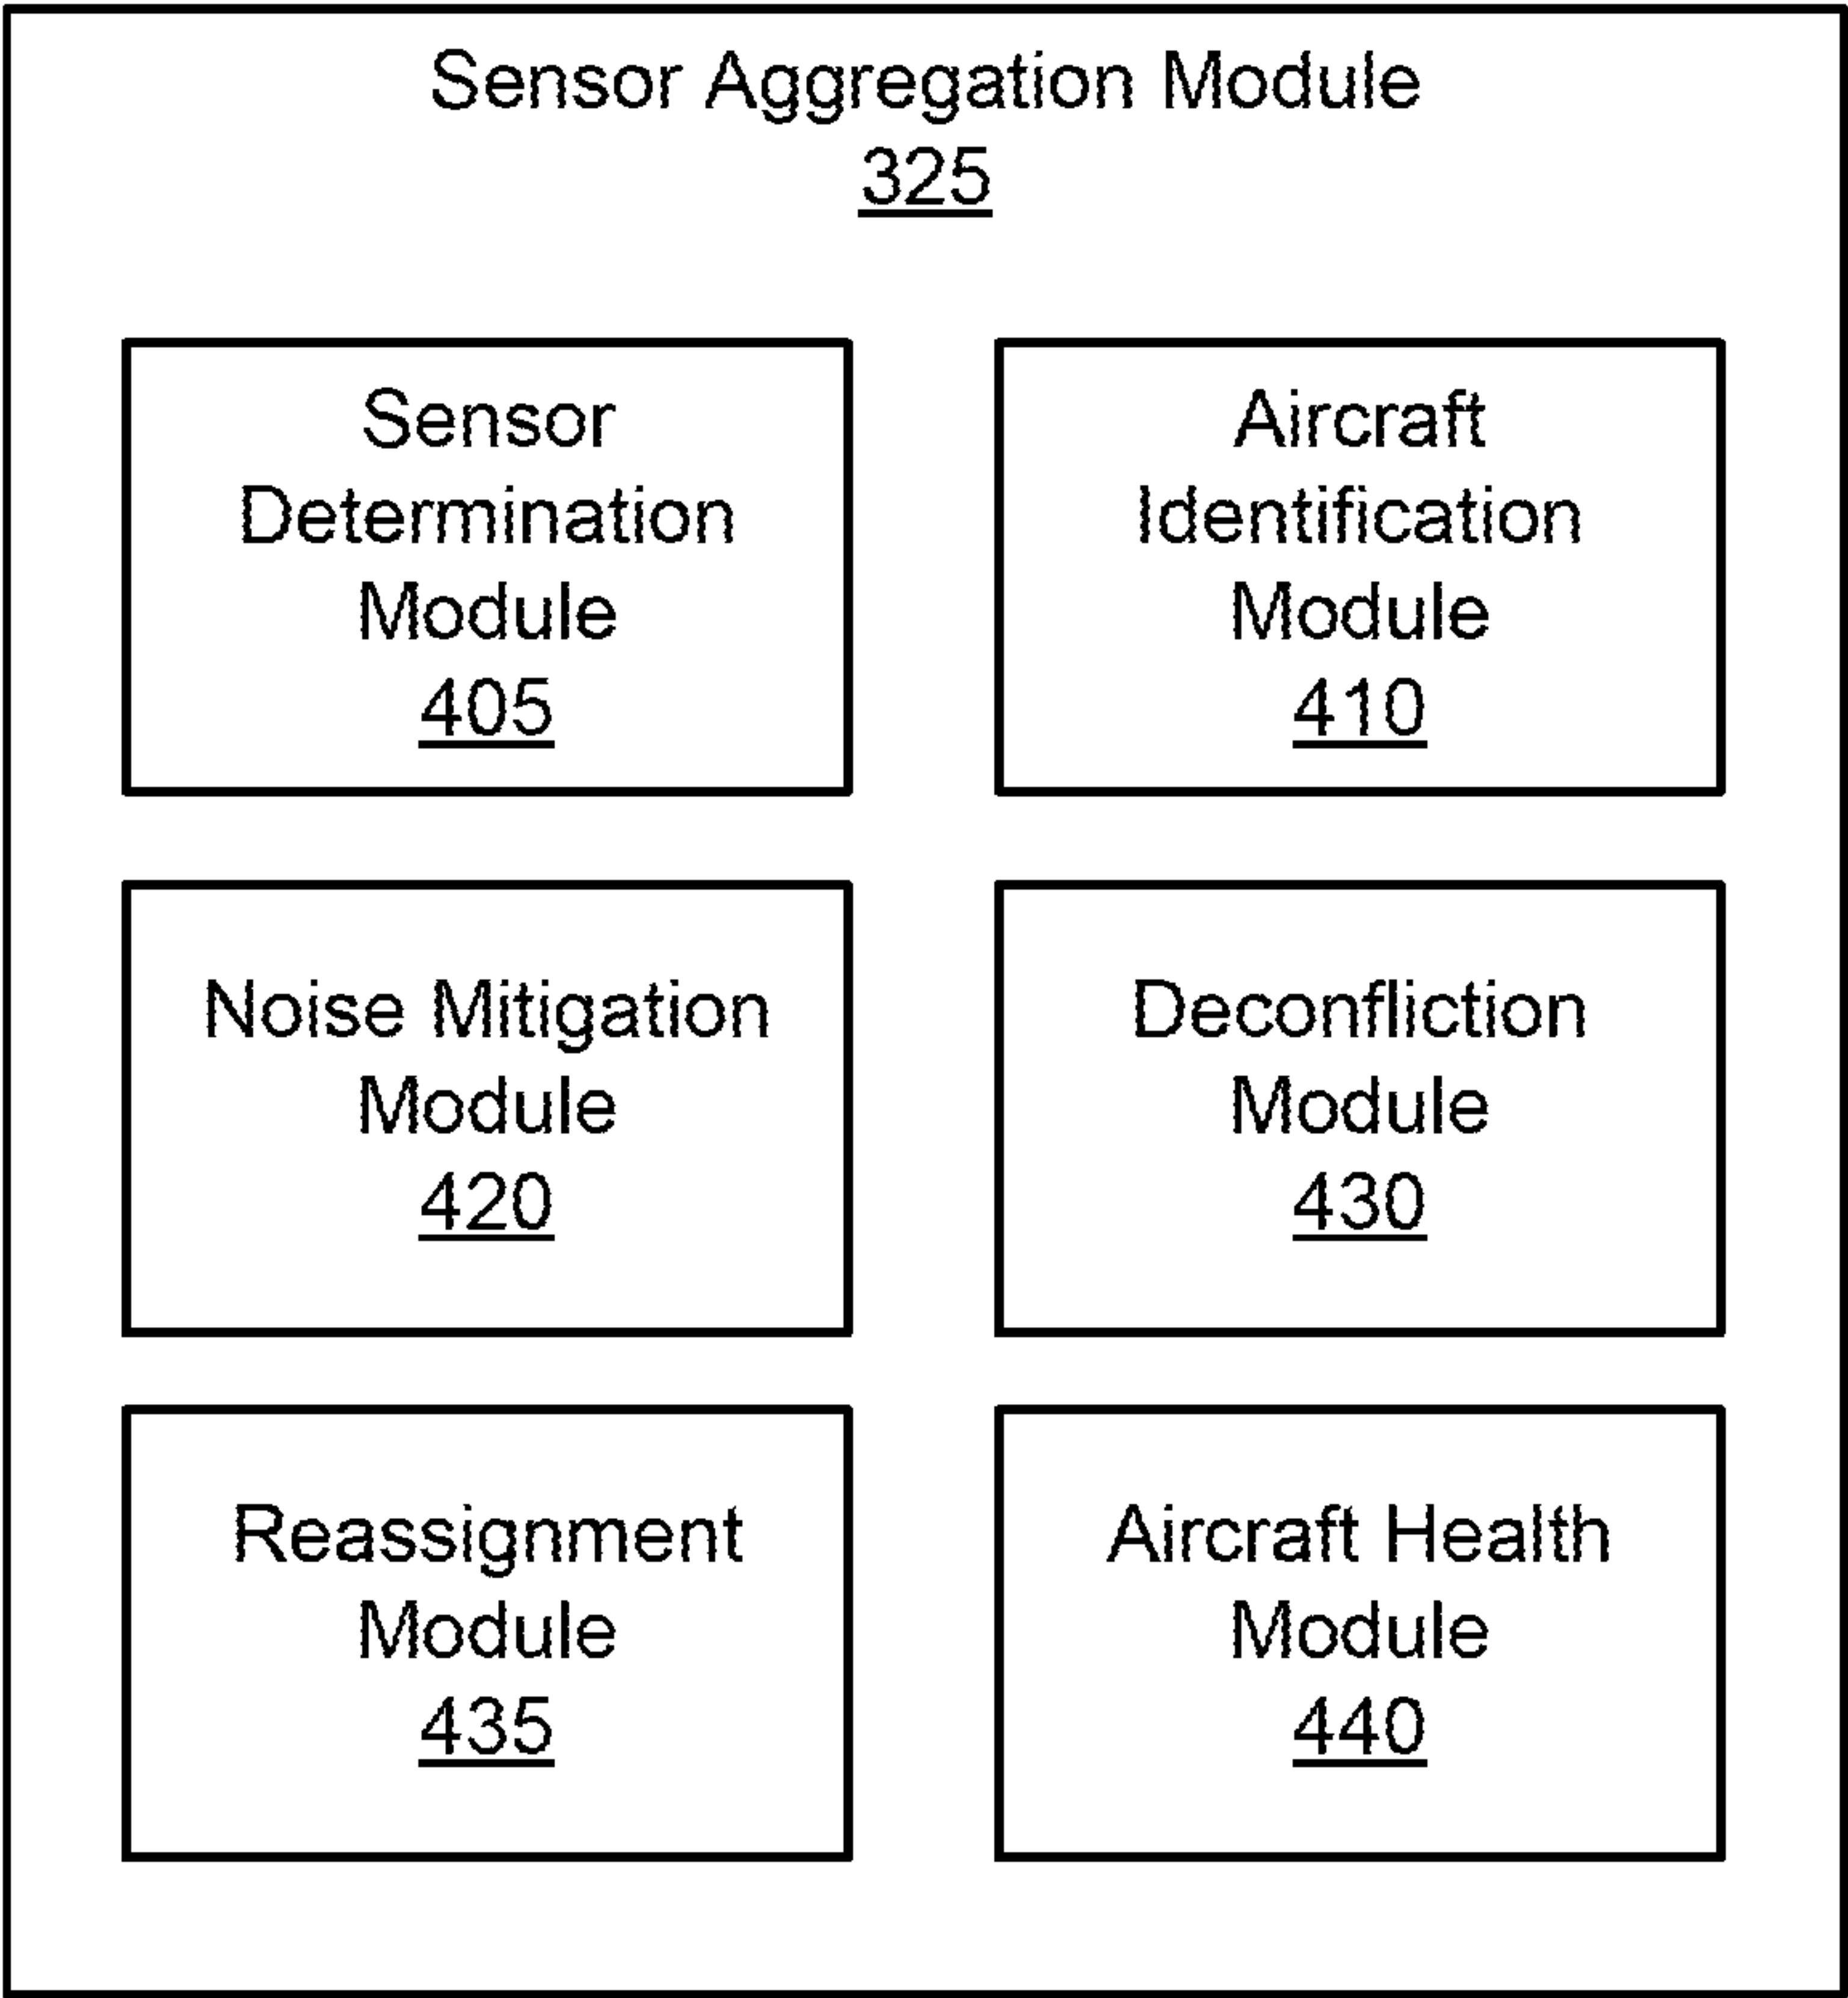 Sensor Aggregation Module
325
Sensor
Determination
Module
405
Aircraft
Identification
Module
410
Noise Mitigation
Module
420
Deconfliction
Module
430
Reassignment
Module
435
Aircraft Health
Module
440